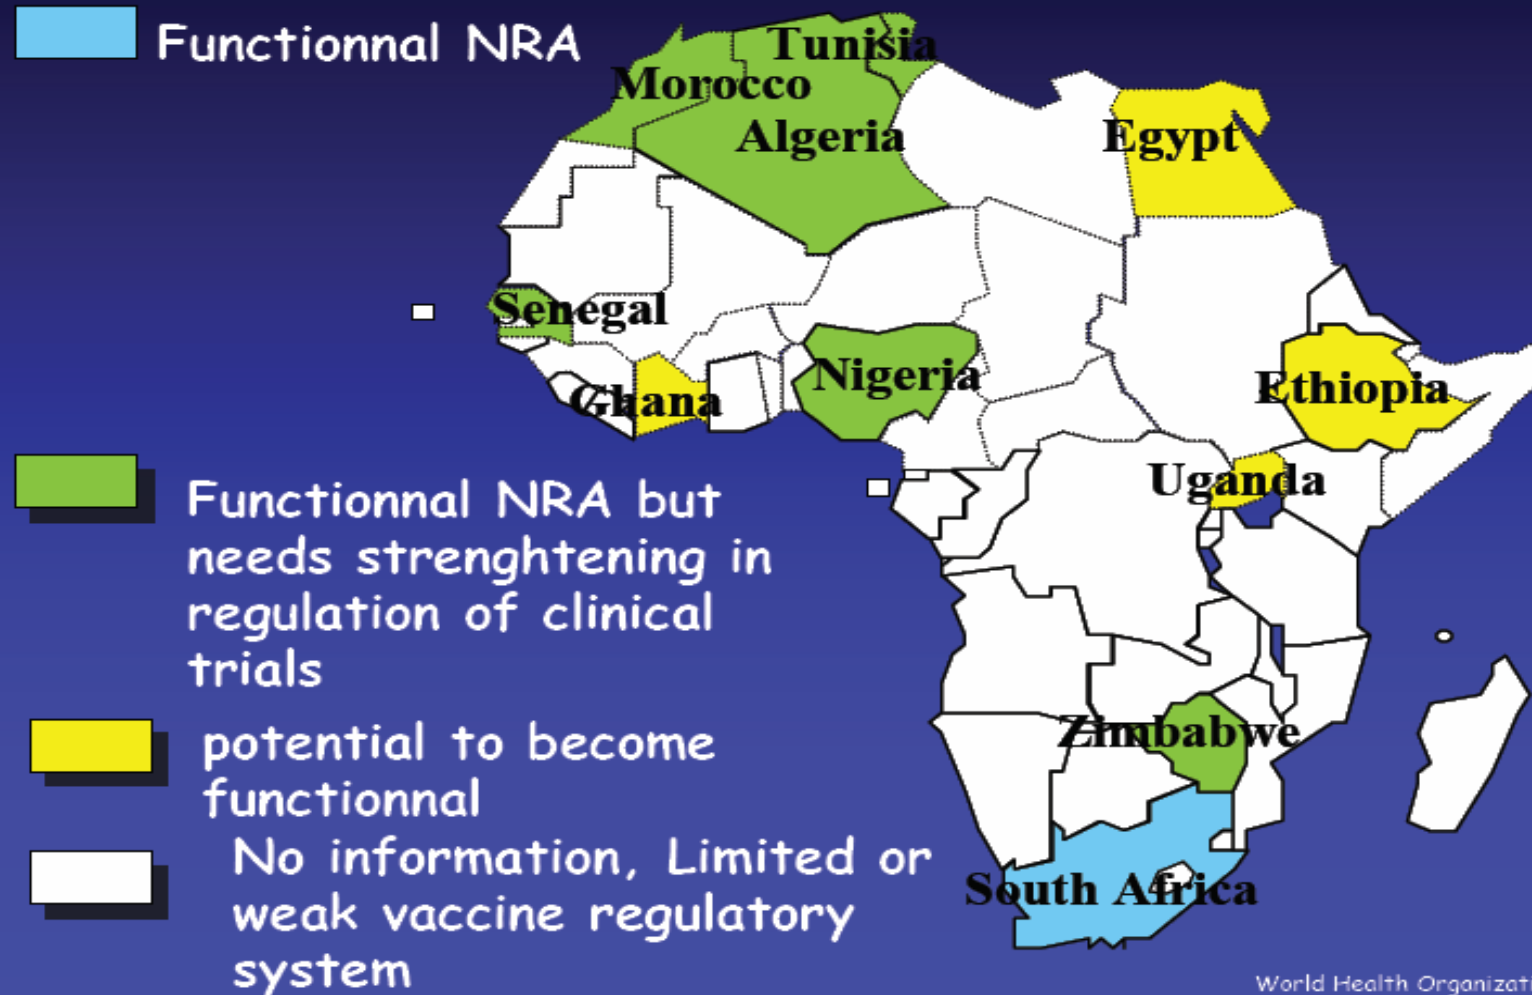 Functionnal NRA
Tunisia
Morocco
Algeria
Egypt
Senegal
Nigeria
Ghana
Ethiopia
Uganda
Functionnal NRA but
needs strenghtening in
regulation of clinical
trials
potential to become
functionnal
Zimbabwe
No information, Limited or
weak vaccine regulatory
system
South Africa
World Health Organizati